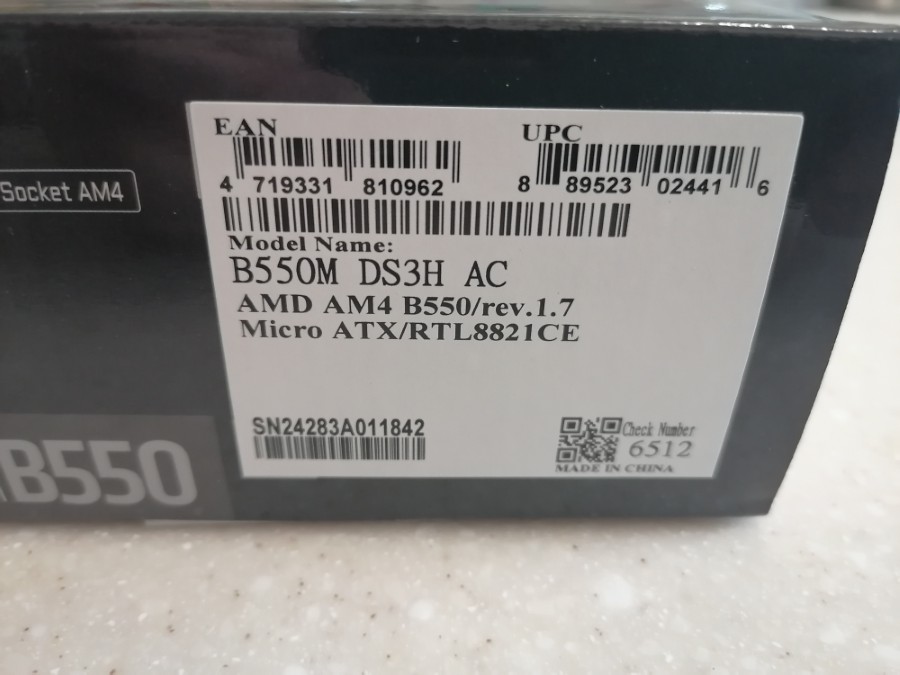 EAN
4 719331 810962
UPC
8 89523 02441 6
Socket AM4
Model Name:
B550M DS3H AC
AMD AM4 B550/rev.1.7
Micro ATX/RTL8821CE
SN24283A011842
Check Number
6512
MADE IN CHINA
B550